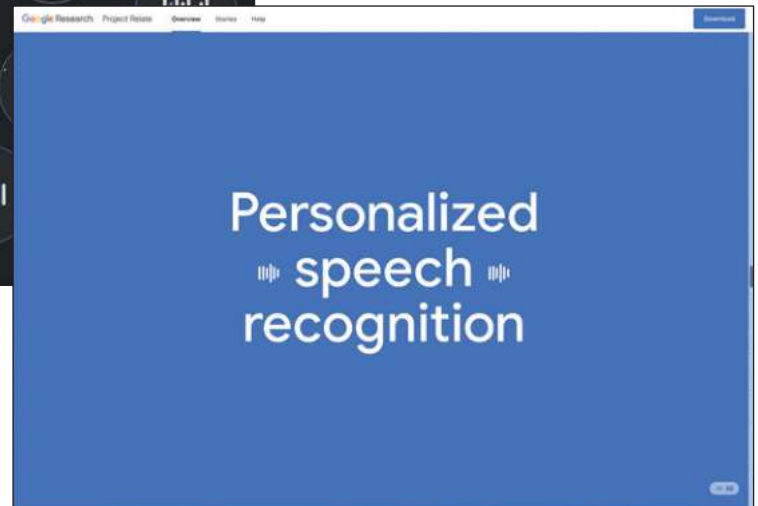 Google Research Project Relate Overview Stories Help Download
Personalized
speech
recognition